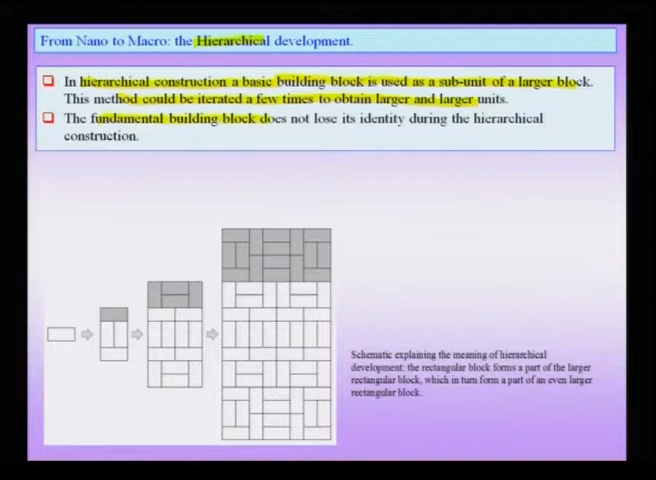 From Nano to Macro: the Hierarchical development.
In hierarchical construction a basic building block is used as a sub-unit of a larger block.
This method could be iterated a few times to obtain larger and larger units.
The fundamental building block does not lose its identity during the hierarchical
construction.
Schematic explaining the meaning of hierarchical
development: the rectangular block forms a part of the larger
rectangular block, which in turn form a part of an even larger
rectangular block.